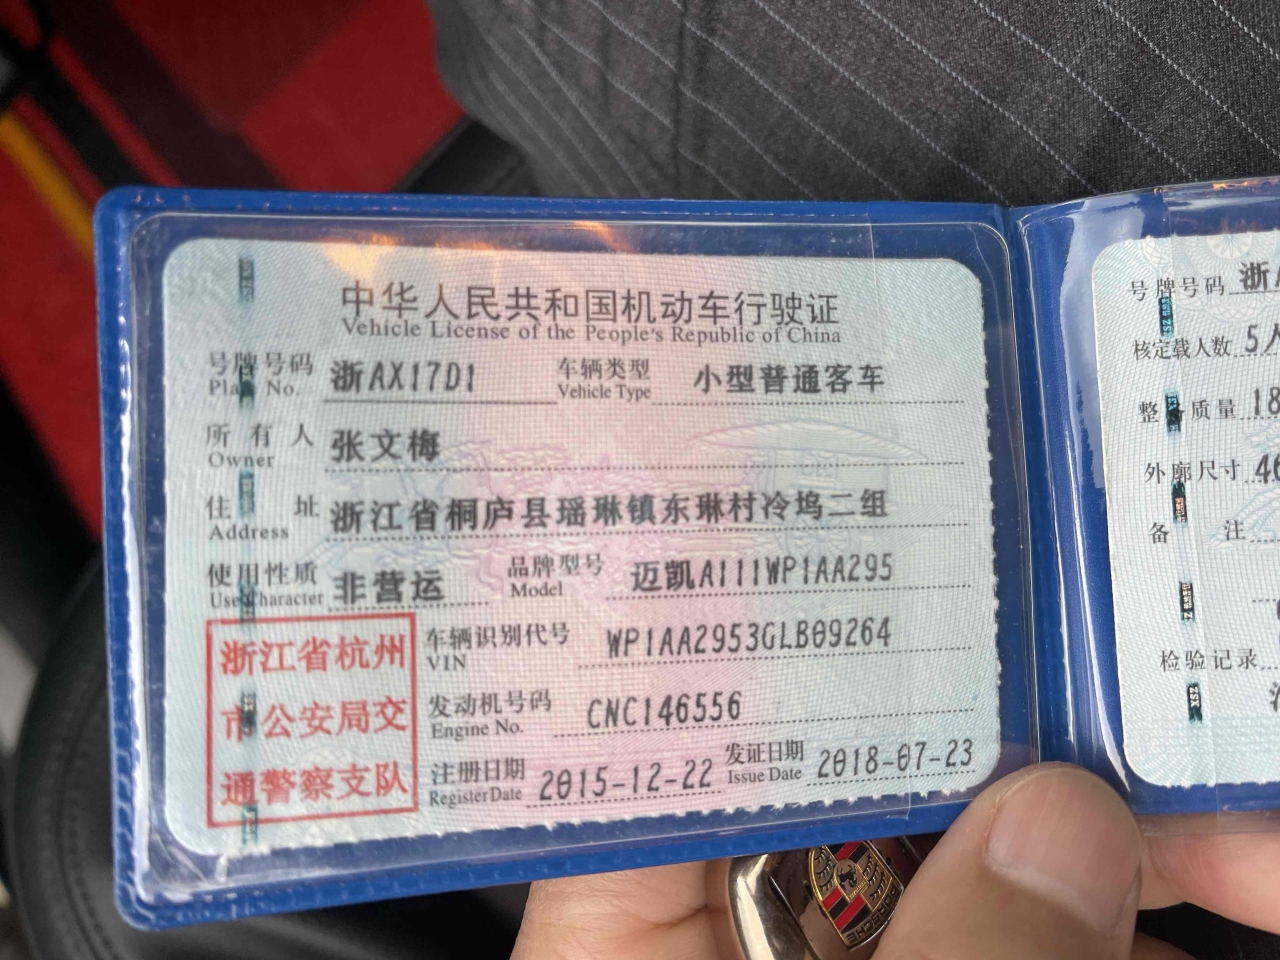 中华人民共和国机动车行驶证
Vehicle License of the People's Republic of China
号牌号码 浙AX17D1 车辆类型 小型普通客车
Plate No. Vehicle Type
所有人 张文梅
Owner
住址 浙江省桐庐县瑶琳镇东琳村冷坞二组
Address
使用性质 非营运 品牌型号 迈凯A111WP1AA295
Use Character Model
浙江省杭州
市公安局交
通警察支队
车辆识别代号 WP1AA2953GLB09264
VIN
发动机号码 CNC146556
Engine No.
注册日期 2015-12-22 发证日期 2018-07-23
Register Date Issue Date
号牌号码 浙
核定载人数 5人
整备质量 18
外廓尺寸 46
备注
检验记录
PORSCHE